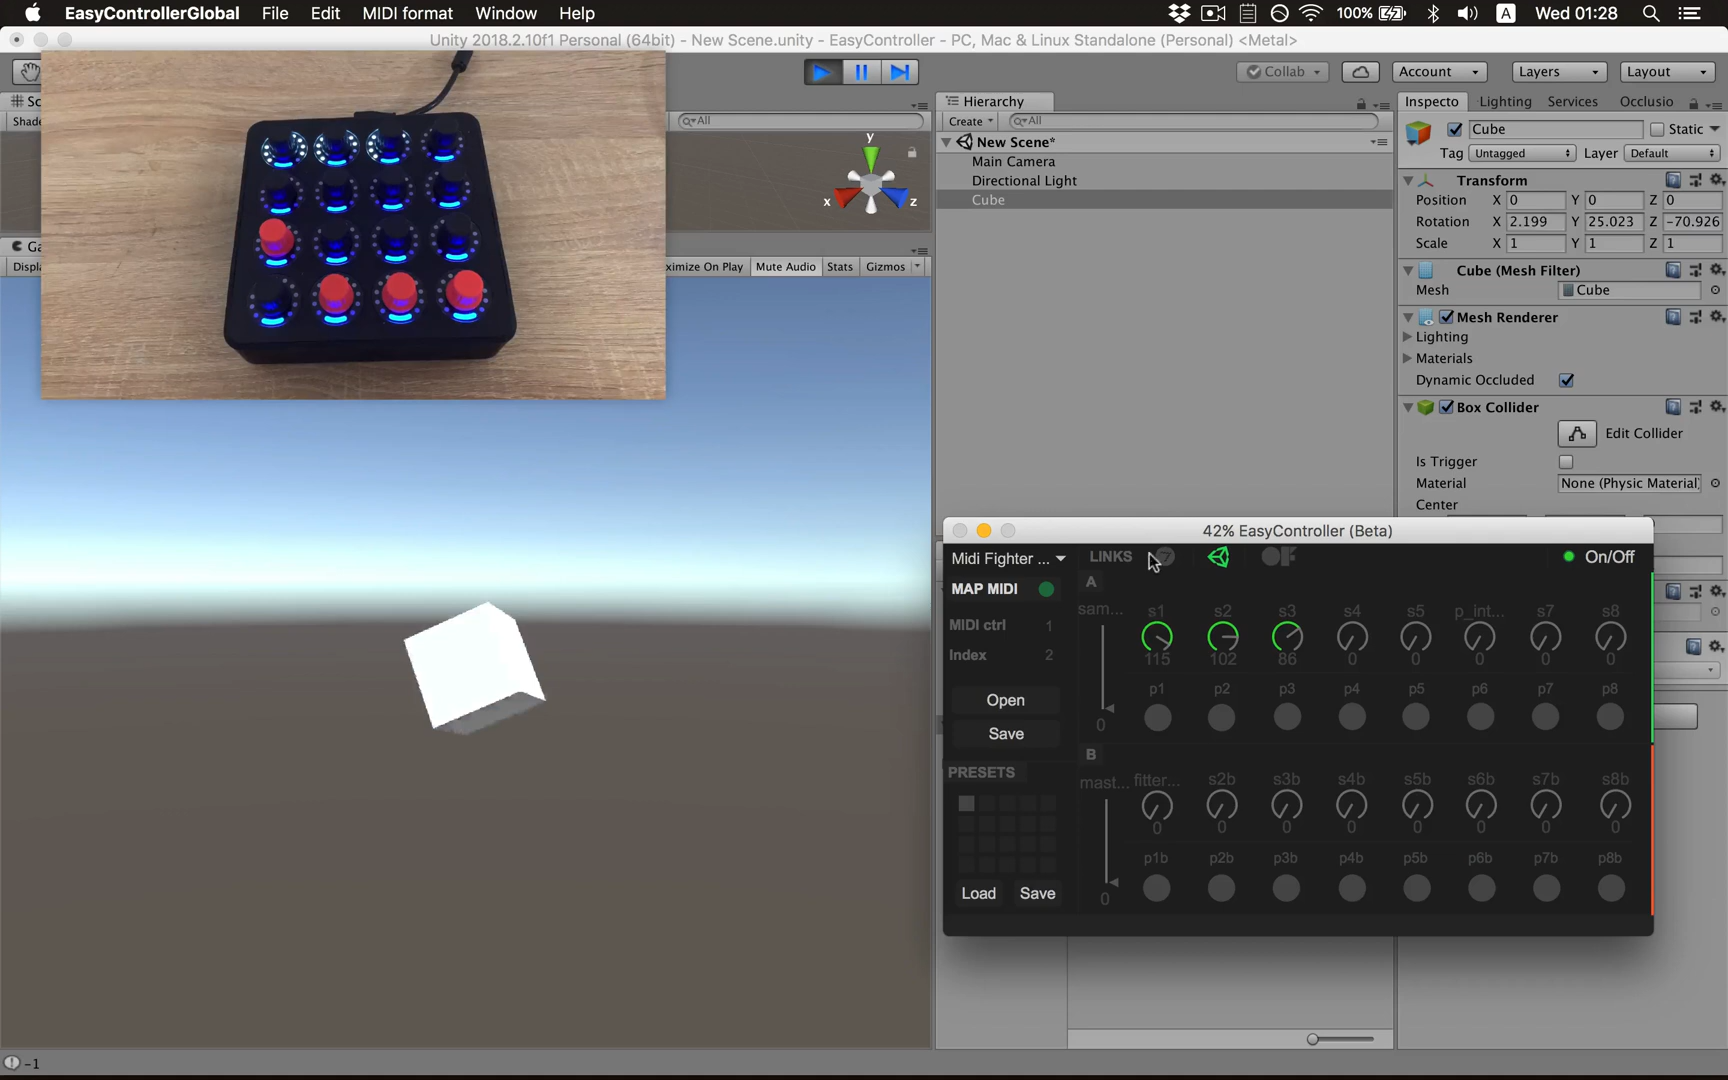 EasyControllerGlobal File Edit MIDI format Window Help 100% A Wed 01:28
Unity 2018.2.10f1 Personal (64bit) - New Scene.unity - EasyController - PC, Mac & Linux Standalone (Personal) <Metal>
Collab Account Layers Layout
Hierarchy
Create All
New Scene*
Main Camera
Directional Light
Cube
All
y
x
z
Mute Audio Stats Gizmos
Lighting Services
Cube Static
Tag Untagged Layer Default
Transform
Position X 0 Y 0 Z 0
Rotation X 2.199 Y 25.023 Z -70.926
Scale X 1 Y 1 Z 1
Cube (Mesh Filter)
Mesh Cube
Mesh Renderer
Lighting
Materials
Dynamic Occluded
Box Collider
Edit Collider
Is Trigger
Material None (Physic Material)
Center
42% EasyController (Beta)
Midi Fighter ... LINKS On/Off
MAP MIDI
MIDI ctrl 1
Index 2
Open
Save
PRESETS
Load Save
A
sam... s1 s2 s3 s4 s5 p_int... s7 s8
115 102 86 0 0 0 0 0
p1 p2 p3 p4 p5 p6 p7 p8
0
B
mast... fitter... s2b s3b s4b s5b s6b s7b s8b
0 0 0 0 0 0 0 0
p1b p2b p3b p4b p5b p6b p7b p8b
0
-1